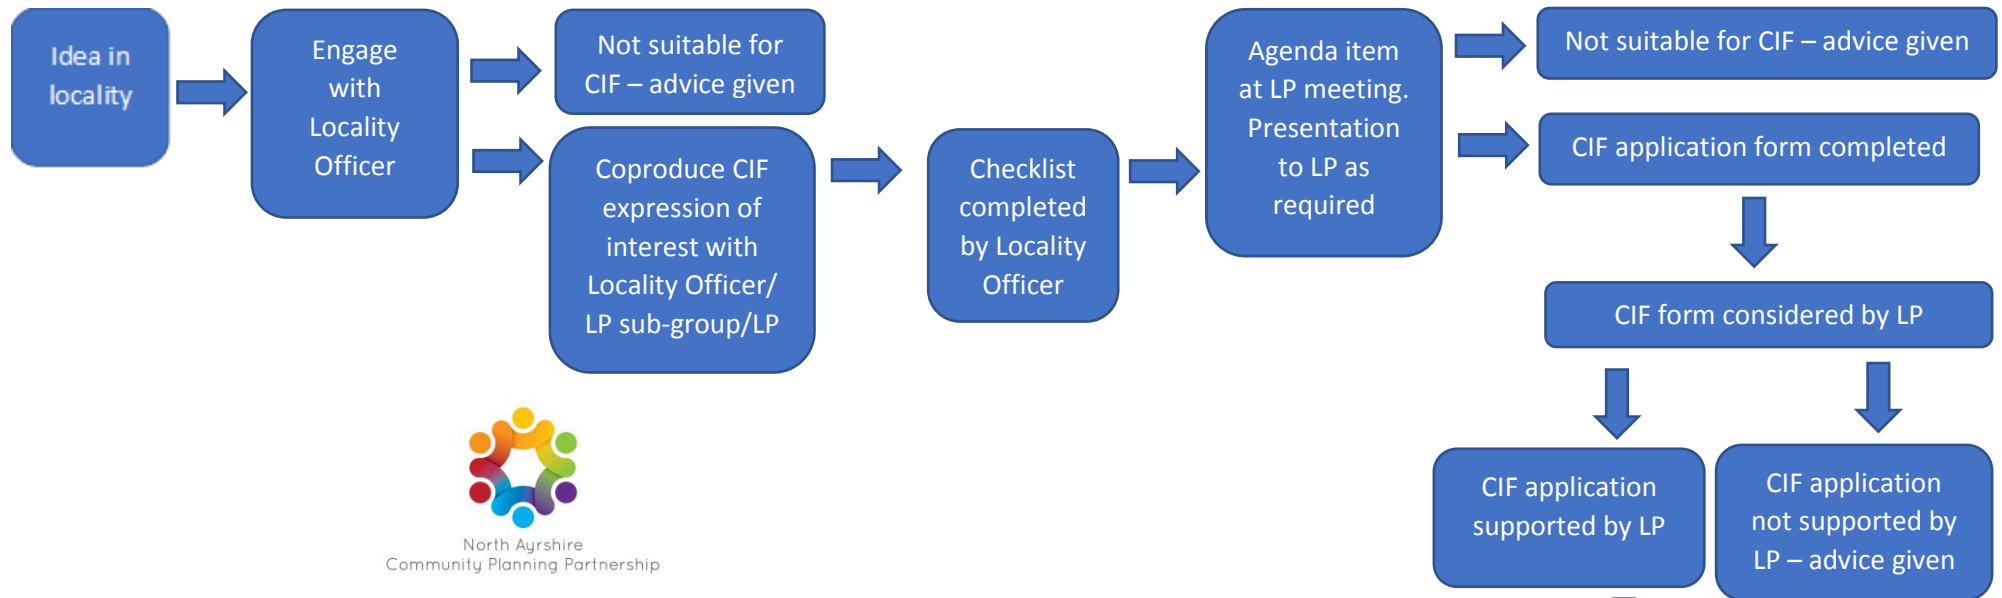 Idea in
locality
Engage
with
Locality
Officer
Not suitable for
CIF – advice given
Coproduce CIF
expression of
interest with
Locality Officer/
LP sub-group/LP
Checklist
completed
by Locality
Officer
Agenda item
at LP meeting.
Presentation
to LP as
required
Not suitable for CIF – advice given
CIF application form completed
CIF form considered by LP
CIF application
supported by LP
CIF application
not supported by
LP – advice given
North Ayrshire
Community Planning Partnership